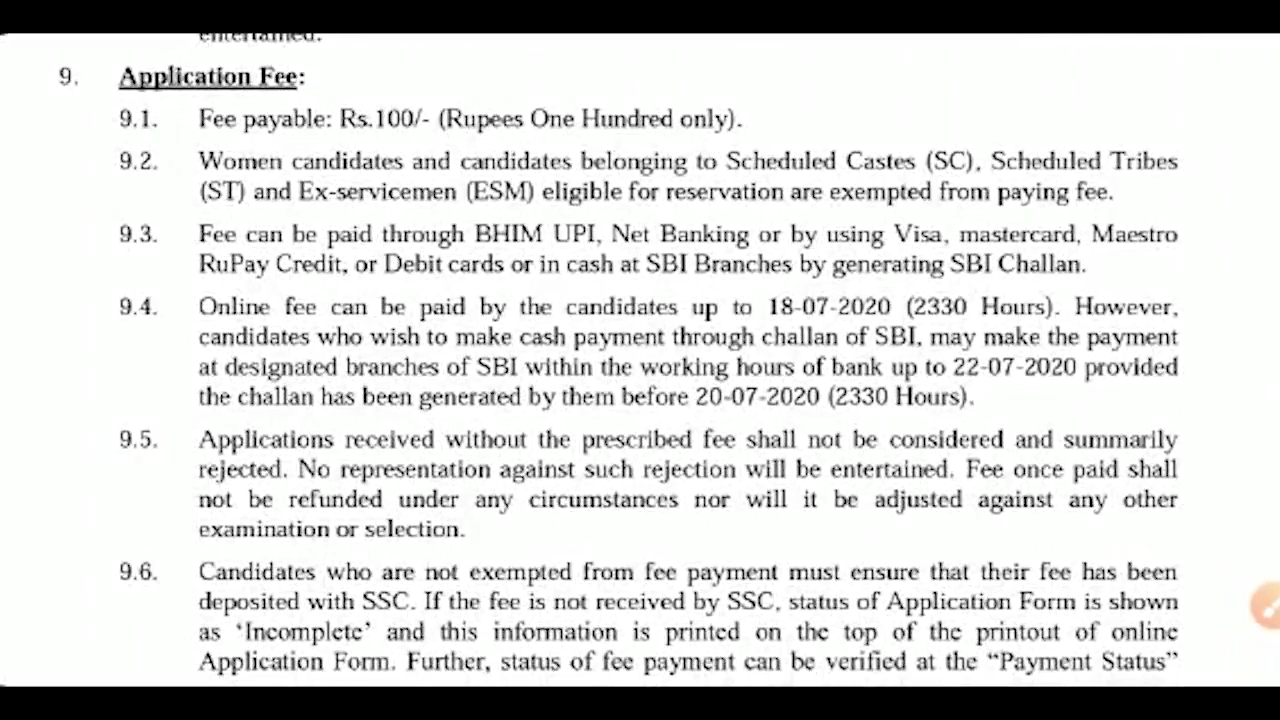 entertained.
9. Application Fee:
9.1. Fee payable: Rs.100/- (Rupees One Hundred only).
9.2. Women candidates and candidates belonging to Scheduled Castes (SC), Scheduled Tribes
(ST) and Ex-servicemen (ESM) eligible for reservation are exempted from paying fee.
9.3. Fee can be paid through BHIM UPI, Net Banking or by using Visa, mastercard, Maestro
RuPay Credit, or Debit cards or in cash at SBI Branches by generating SBI Challan.
9.4. Online fee can be paid by the candidates up to 18-07-2020 (2330 Hours). However,
candidates who wish to make cash payment through challan of SBI, may make the payment
at designated branches of SBI within the working hours of bank up to 22-07-2020 provided
the challan has been generated by them before 20-07-2020 (2330 Hours).
9.5. Applications received without the prescribed fee shall not be considered and summarily
rejected. No representation against such rejection will be entertained. Fee once paid shall
not be refunded under any circumstances nor will it be adjusted against any other
examination or selection.
9.6. Candidates who are not exempted from fee payment must ensure that their fee has been
deposited with SSC. If the fee is not received by SSC, status of Application Form is shown
as ‘Incomplete’ and this information is printed on the top of the printout of online
Application Form. Further, status of fee payment can be verified at the “Payment Status”